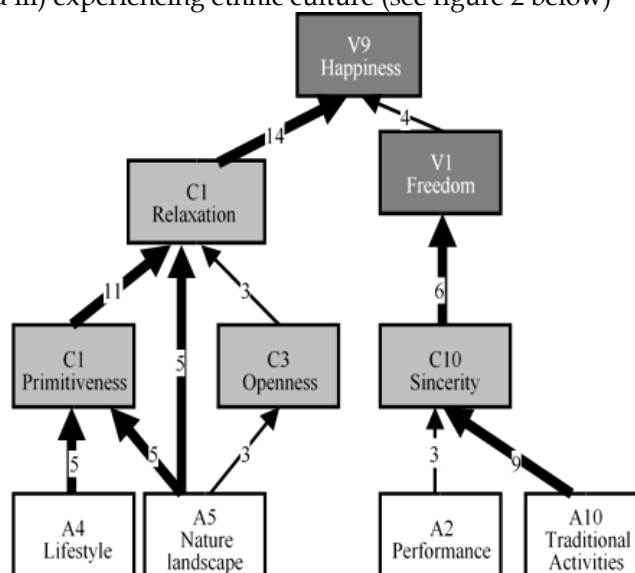 experiencing ethnic culture (see figure 2 below)
V9
Happiness
14
4
C1
Relaxation
V1
Freedom
11
3
6
5
C1
Primitiveness
C3
Openness
C10
Sincerity
5
5
3
3
9
A4
Lifestyle
A5
Nature
landscape
A2
Performance
A10
Traditional
Activities